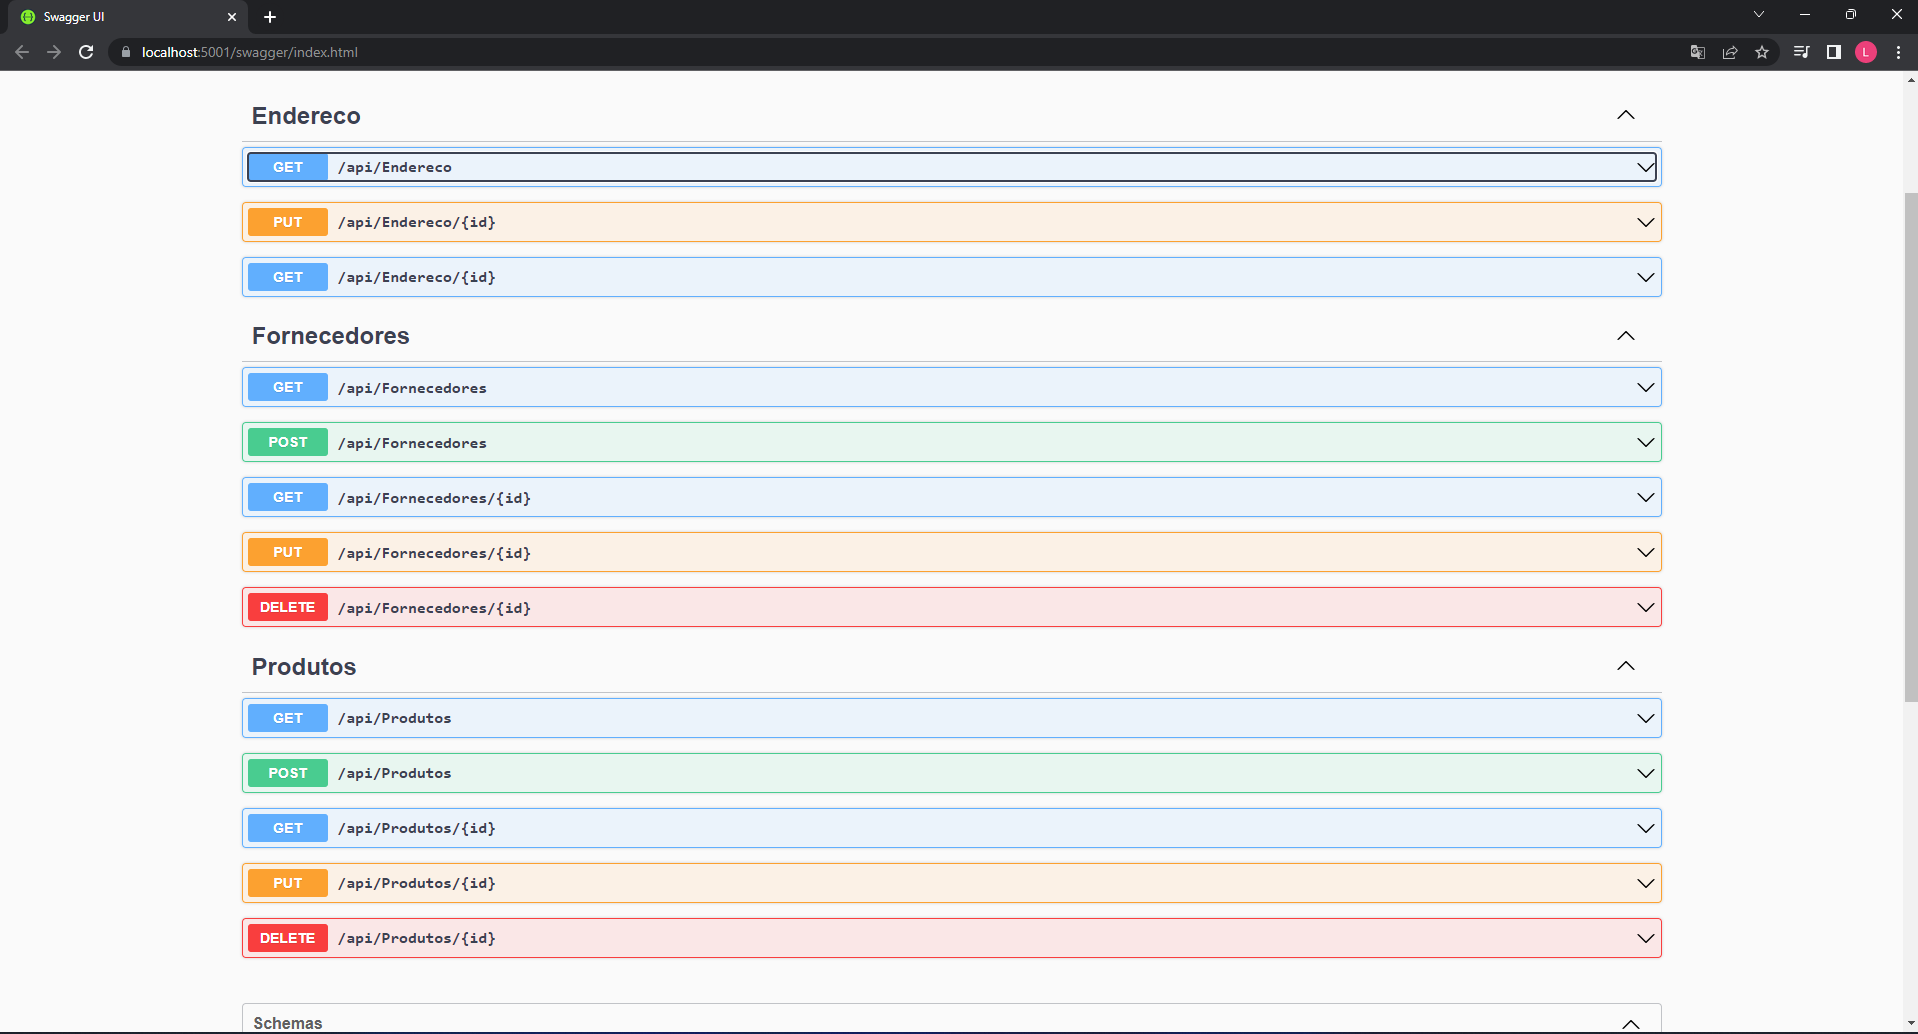 Swagger UI
localhost:5001/swagger/index.html
L
Endereco
GET /api/Endereco
PUT /api/Endereco/{id}
GET /api/Endereco/{id}
Fornecedores
GET /api/Fornecedores
POST /api/Fornecedores
GET /api/Fornecedores/{id}
PUT /api/Fornecedores/{id}
DELETE /api/Fornecedores/{id}
Produtos
GET /api/Produtos
POST /api/Produtos
GET /api/Produtos/{id}
PUT /api/Produtos/{id}
DELETE /api/Produtos/{id}
Schemas